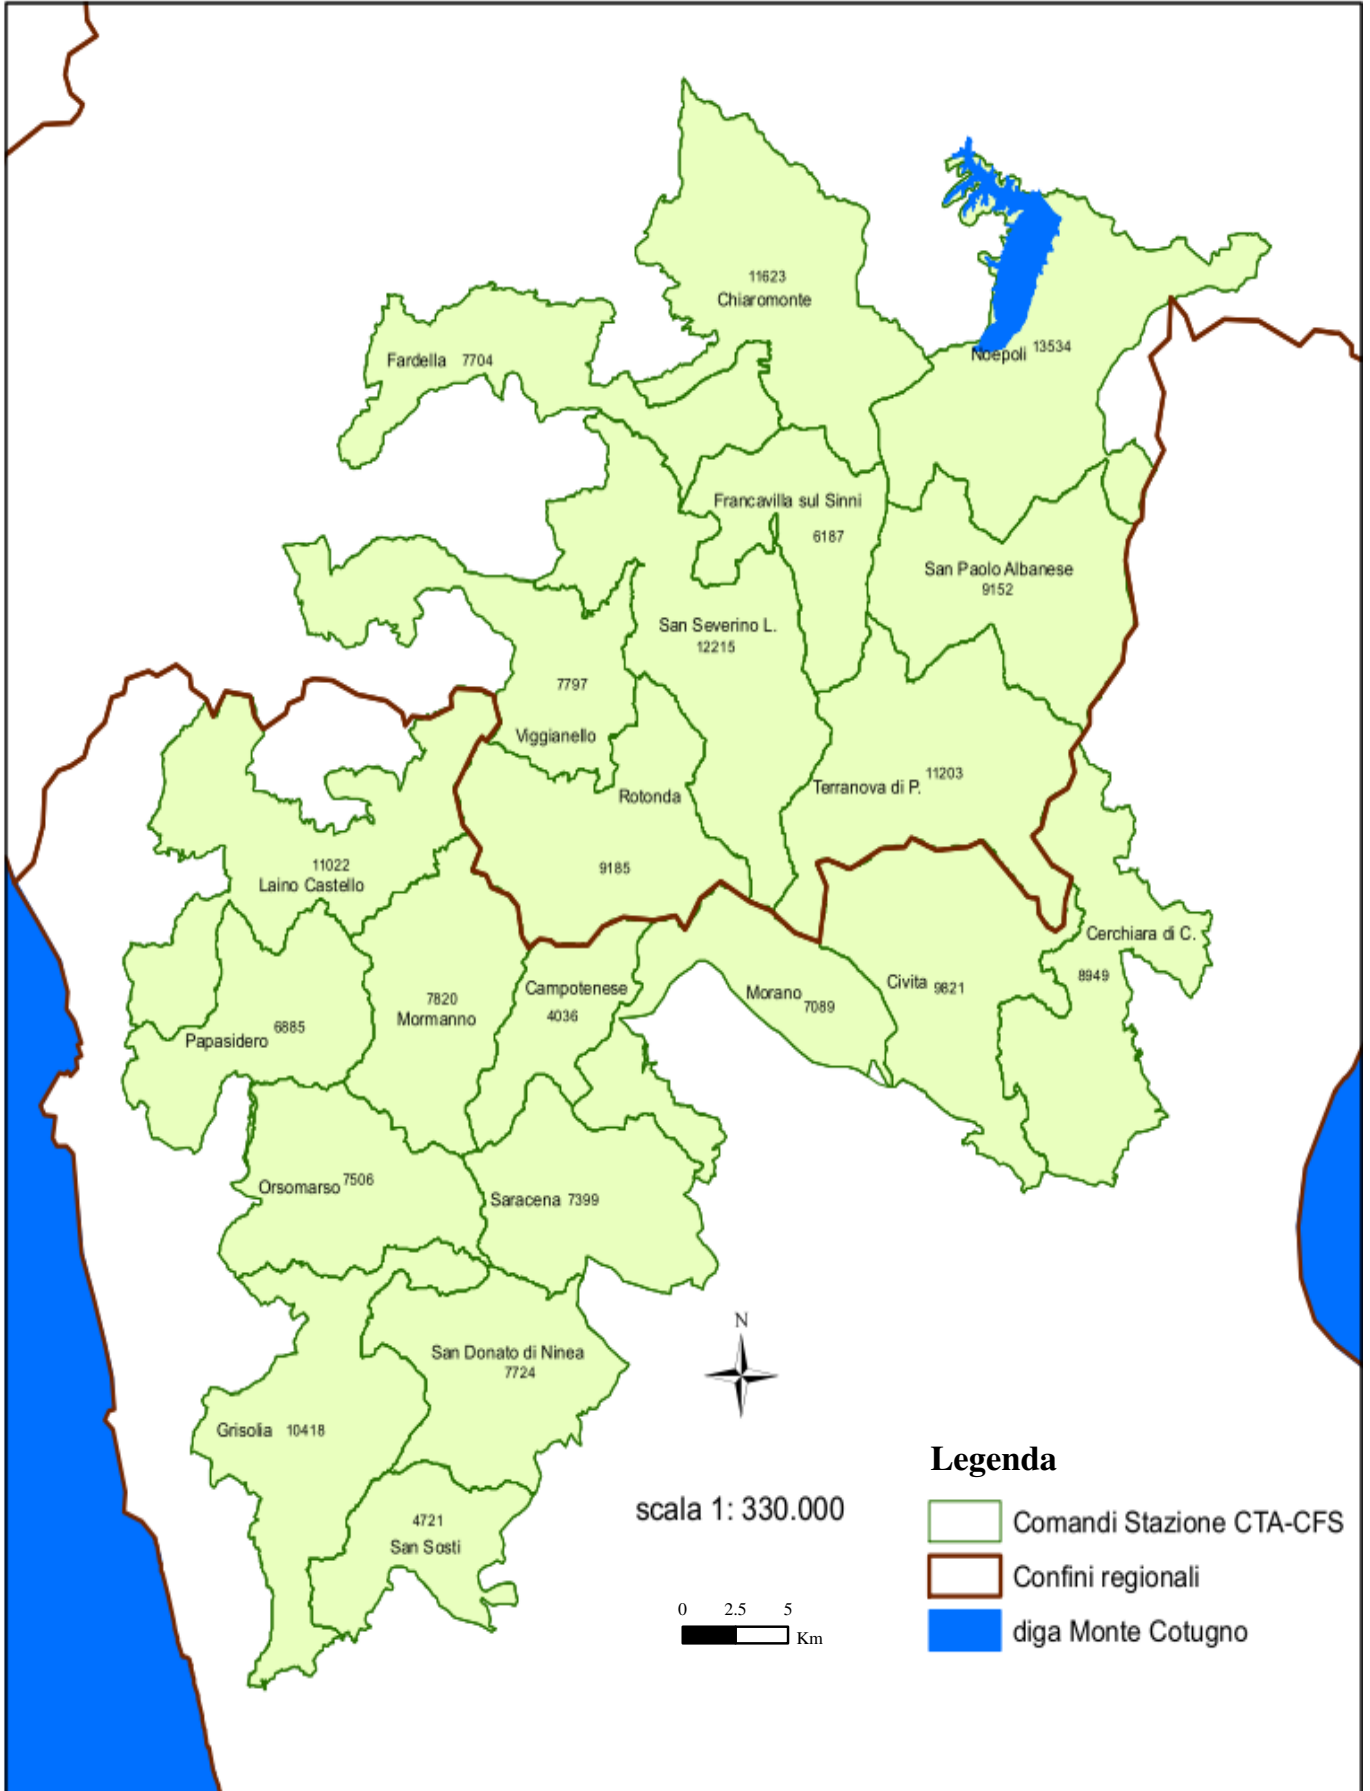 11623
Chiaromonte
Fardella 7704
Noepoli 13534
Francavilla sul Sinni
6187
San Paolo Albanese
9152
San Severino L.
12215
7797
Viggianello
Rotonda
9185
Terranova di P. 11203
11022
Laino Castello
Cerchiara di C.
8949
Civita 9821
Morano 7089
Campotenese
4036
7820
Mormanno
Papasidero 6885
Orsomarso 7506
Saracena 7399
San Donato di Ninea
7724
Grisolia 10418
4721
San Sosti
N
scala 1: 330.000
0 2.5 5
Km
Legenda
Comandi Stazione CTA-CFS
Confini regionali
diga Monte Cotugno